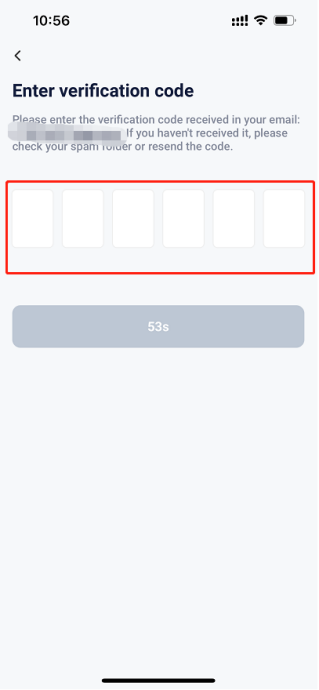 10:56
Enter verification code
Please enter the verification code received in your email:
If you haven't received it, please
check your spam folder or resend the code.
53s